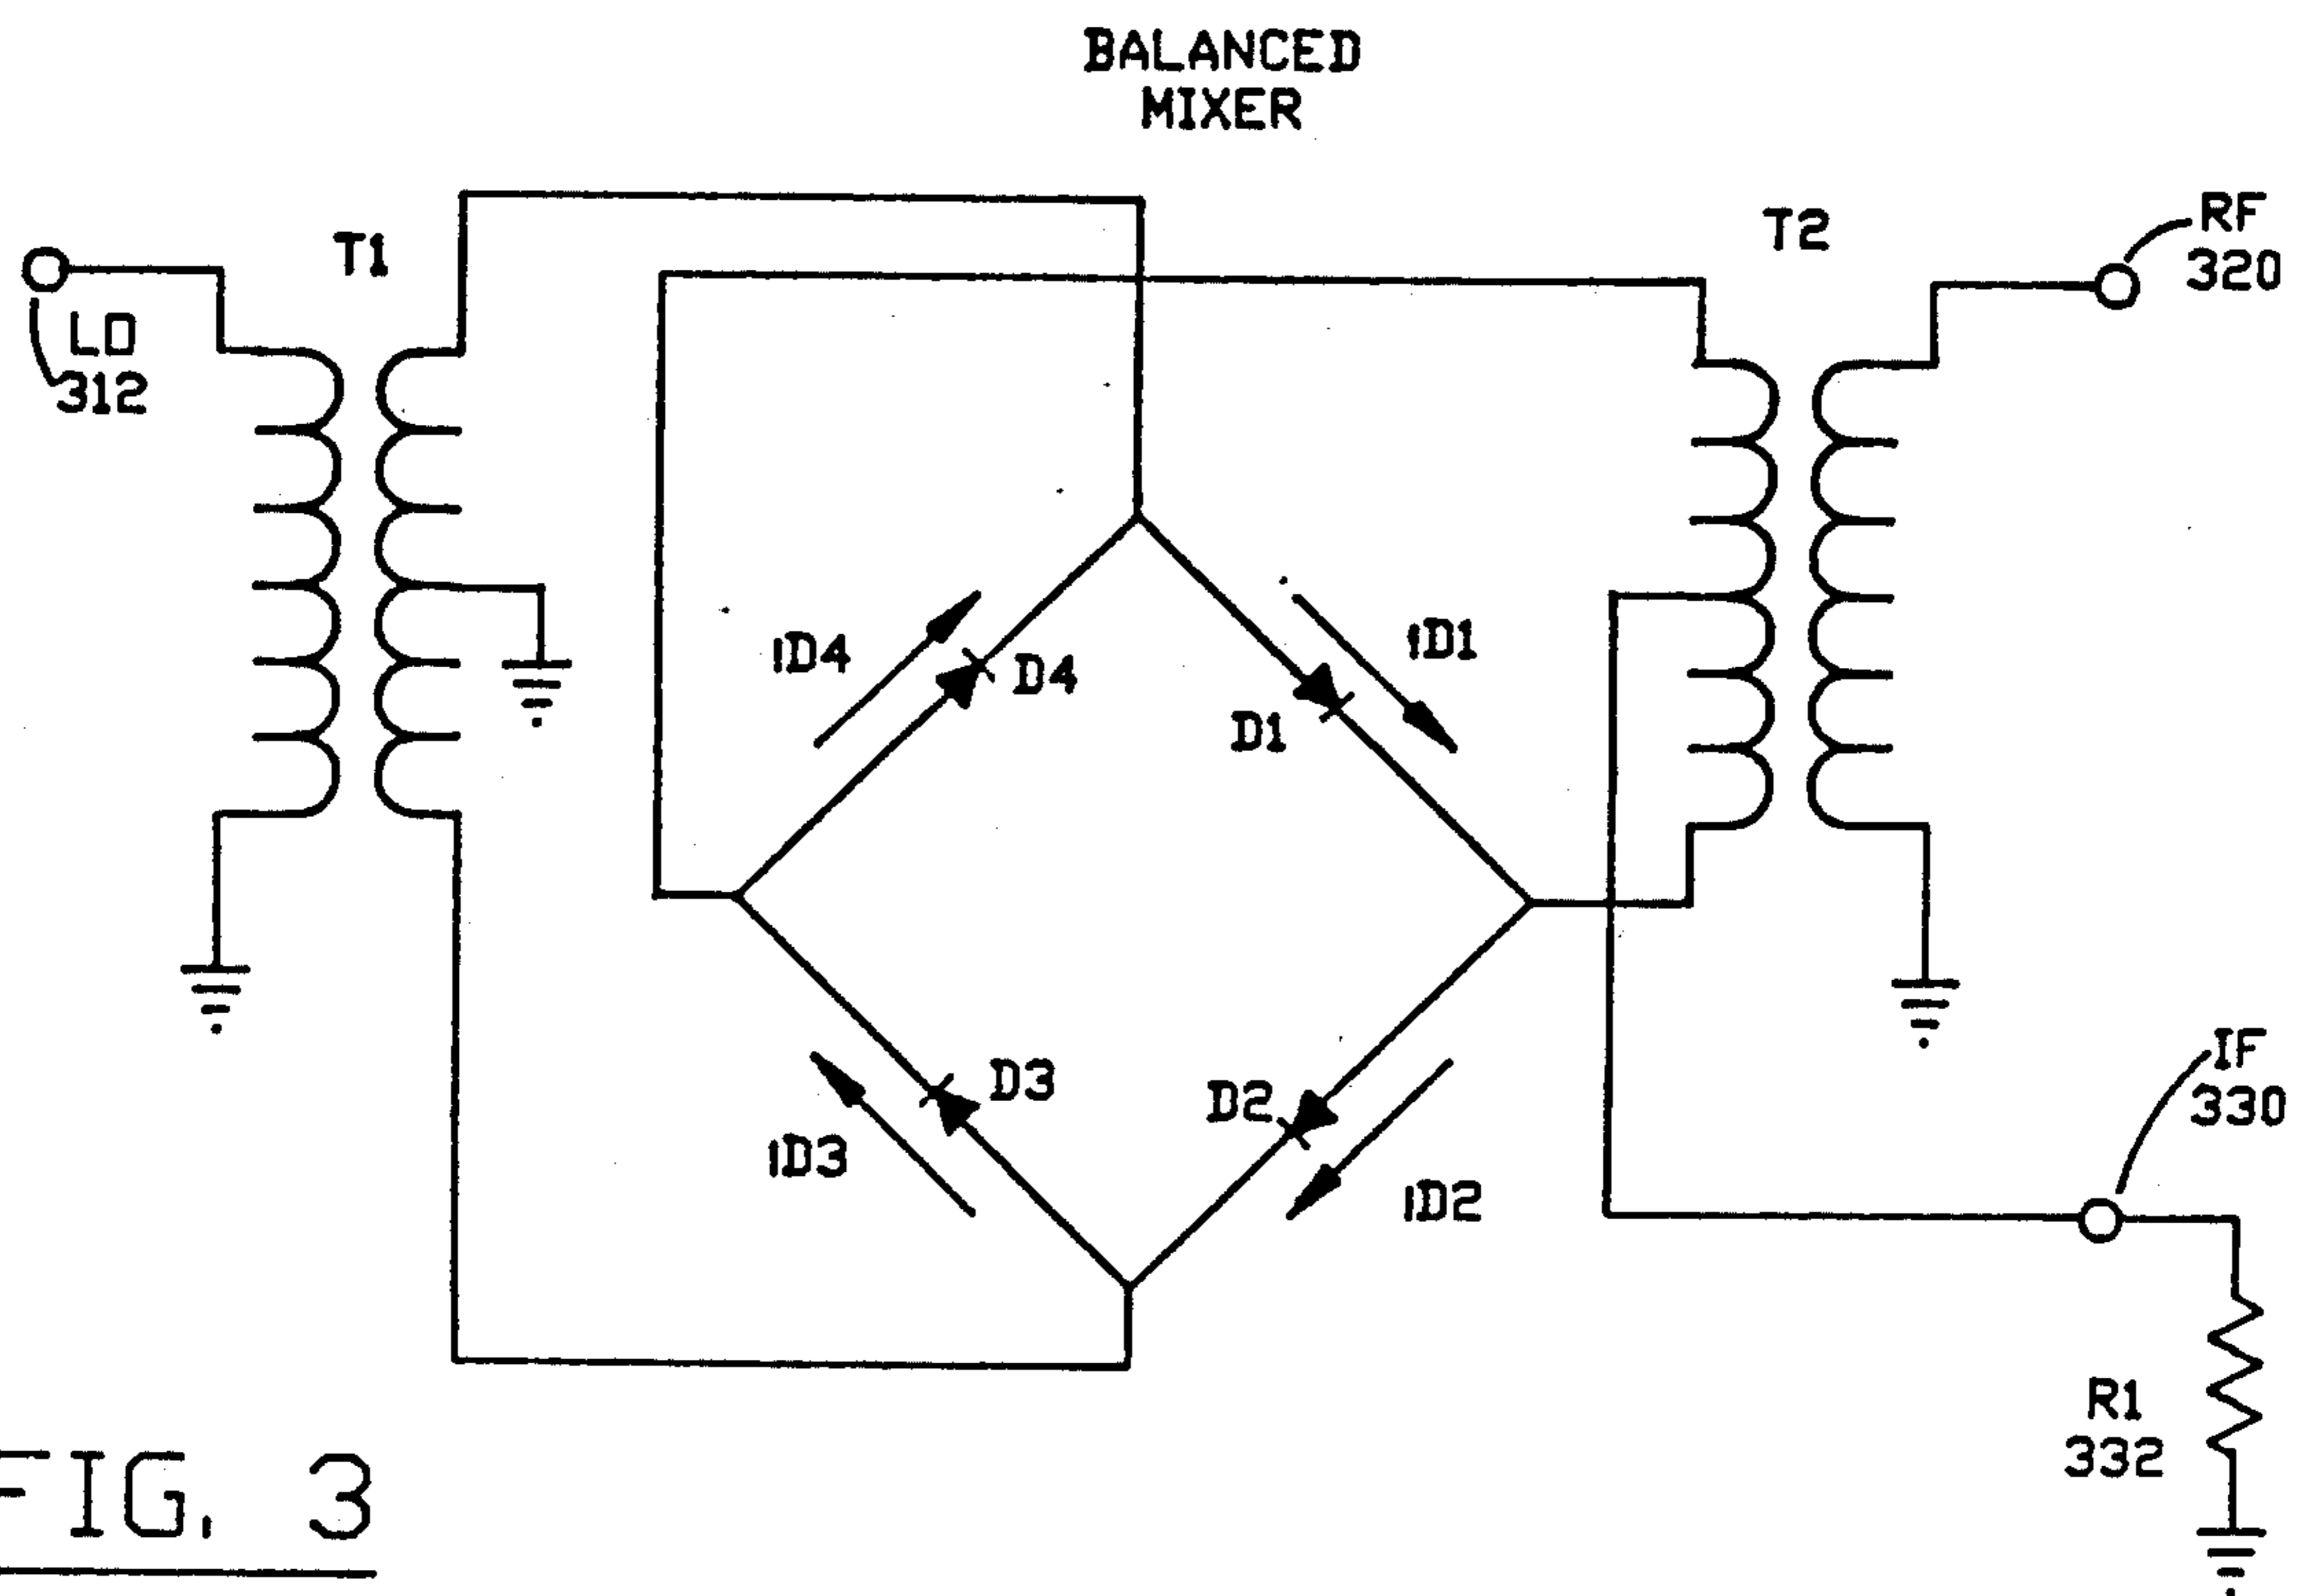 BALANCED
MIXER
T1
T2
RF
320
LO
312
ID4
D4
ID1
D1
D3
ID3
D2
ID2
IF
330
R1
332
FIG. 3